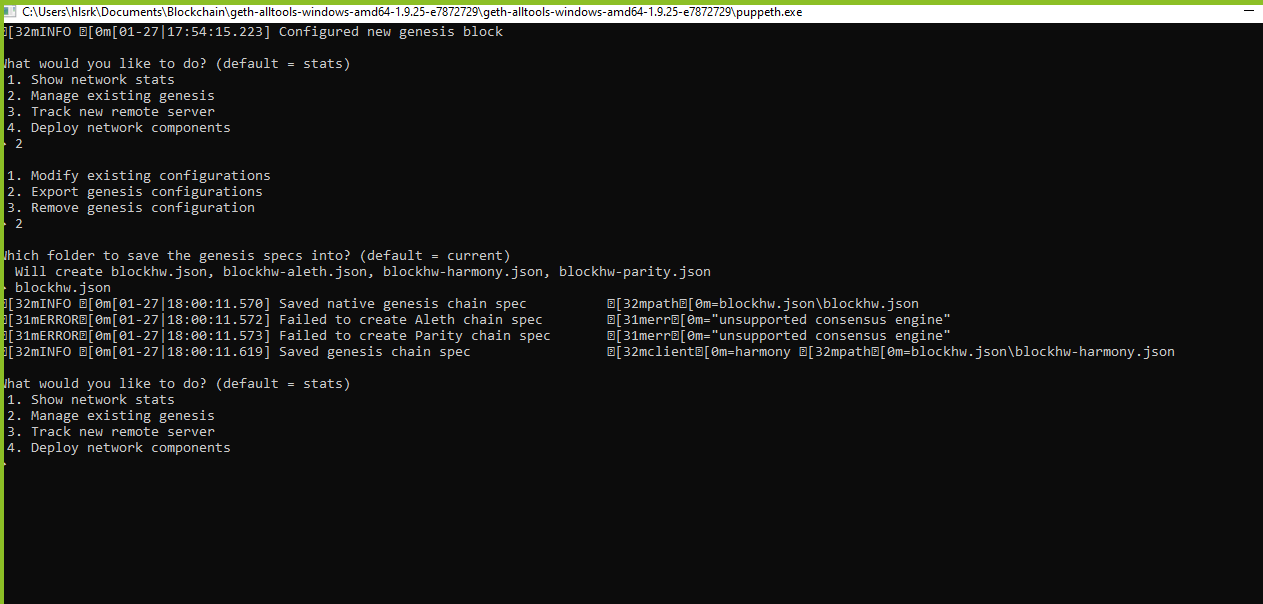 C:\Users\hlsrk\Documents\Blockchain\geth-alltools-windows-amd64-1.9.25-e7872729\geth-alltools-windows-amd64-1.9.25-e7872729\puppeth.exe
[32mINFO [0m[01-27|17:54:15.223] Configured new genesis block
What would you like to do? (default = stats)
1. Show network stats
2. Manage existing genesis
3. Track new remote server
4. Deploy network components
2
1. Modify existing configurations
2. Export genesis configurations
3. Remove genesis configuration
2
Which folder to save the genesis specs into? (default = current)
Will create blockhw.json, blockhw-aleth.json, blockhw-harmony.json, blockhw-parity.json
blockhw.json
[32mINFO [0m[01-27|18:00:11.570] Saved native genesis chain spec [32mpath[0m=blockhw.json\blockhw.json
[31mERROR[0m[01-27|18:00:11.572] Failed to create Aleth chain spec [31merr[0m="unsupported consensus engine"
[31mERROR[0m[01-27|18:00:11.573] Failed to create Parity chain spec [31merr[0m="unsupported consensus engine"
[32mINFO [0m[01-27|18:00:11.619] Saved genesis chain spec [32mclient[0m=harmony [32mpath[0m=blockhw.json\blockhw-harmony.json
What would you like to do? (default = stats)
1. Show network stats
2. Manage existing genesis
3. Track new remote server
4. Deploy network components